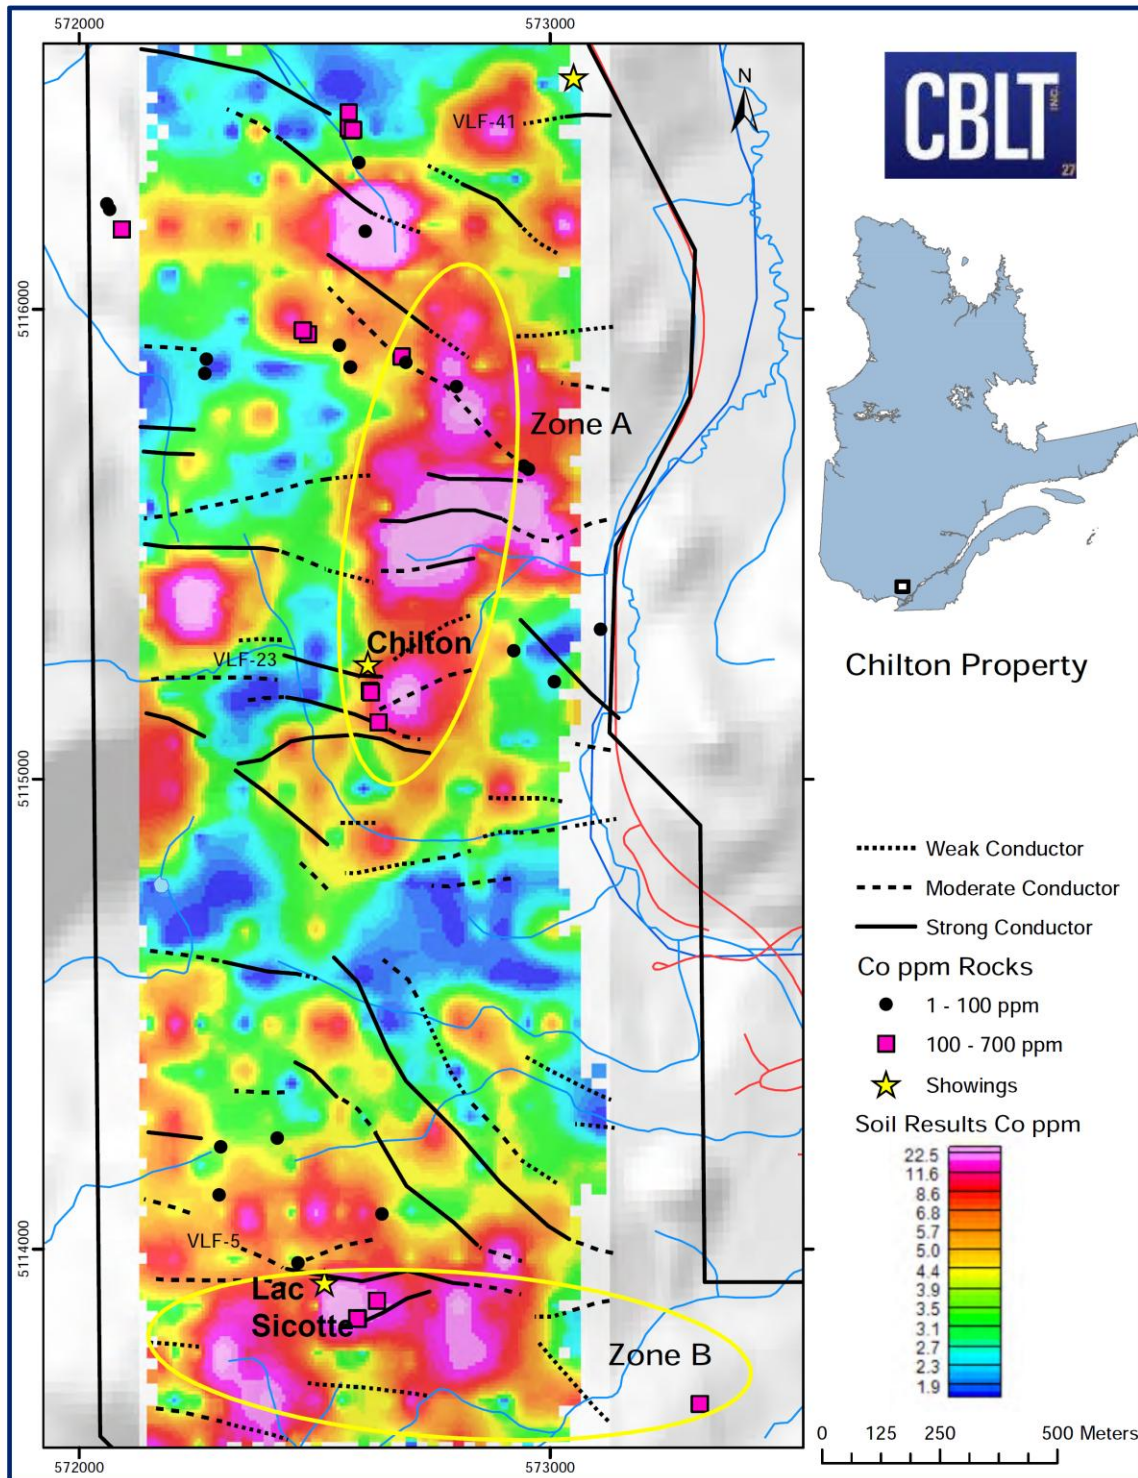 572000
573000
CBLT
INC.
27
N
VLF-41
5116000
Zone A
Chilton
VLF-23
Chilton Property
5115000
Weak Conductor
Moderate Conductor
Strong Conductor
Co ppm Rocks
1 - 100 ppm
100 - 700 ppm
Showings
Soil Results Co ppm
22.5
11.6
8.6
6.8
5.7
5.0
4.4
3.9
3.5
3.1
2.7
2.3
1.9
VLF-5
5114000
Lac
Sicotte
Zone B
0 125 250 500 Meters
572000
573000